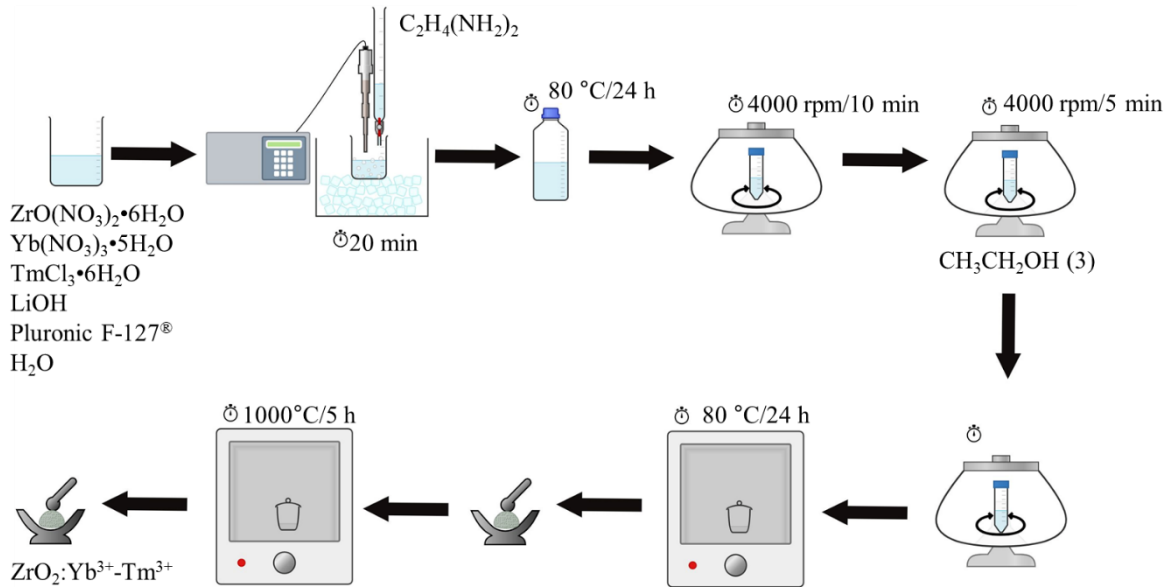 C₂H₄(NH₂)₂
80 °C/24 h
4000 rpm/10 min
4000 rpm/5 min
20 min
ZrO(NO₃)₂•6H₂O
Yb(NO₃)₃•5H₂O
TmCl₃•6H₂O
LiOH
Pluronic F-127®
H₂O
CH₃CH₂OH (3)
80 °C/24 h
1000°C/5 h
ZrO₂:Yb³⁺-Tm³⁺